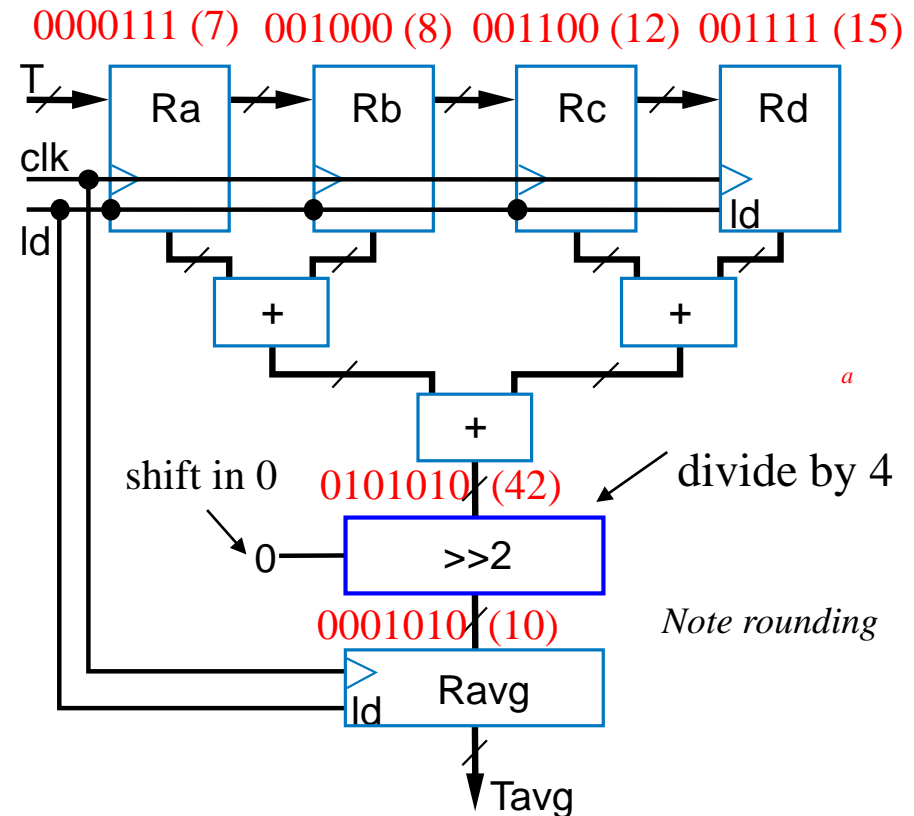 0000111 (7) 001000 (8) 001100 (12) 001111 (15)
T
Ra Rb Rc Rd
clk
ld
ld
+ +
a
+
shift in 0
0101010 (42)
divide by 4
0
>>2
0001010 (10)
Note rounding
Ravg
ld
Tavg